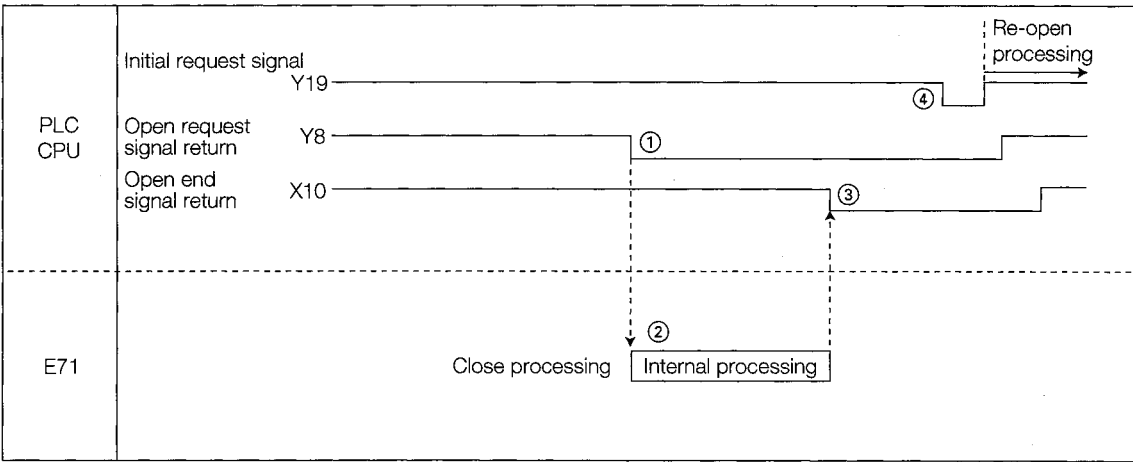 Re-open
processing
Initial request signal
Y19
④
PLC
CPU
Open request
signal return
Y8
①
Open end
signal return
X10
③
②
E71
Close processing
Internal processing